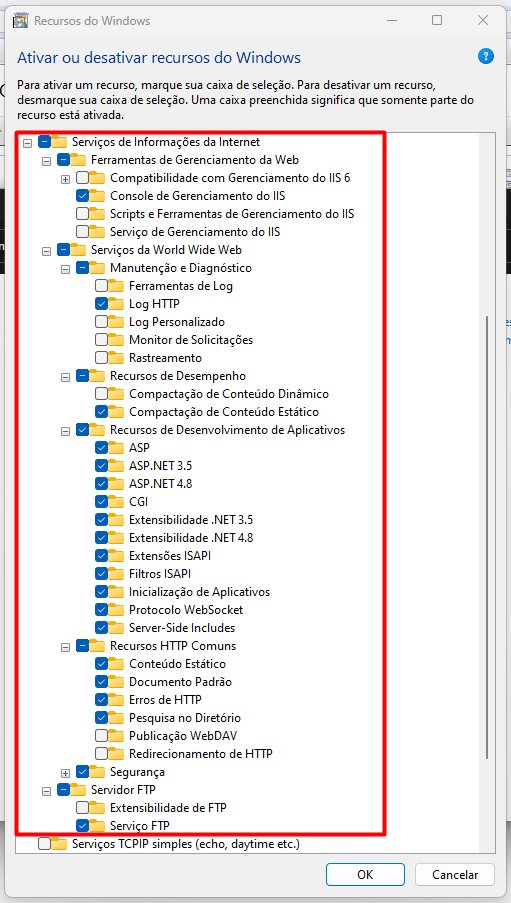 Recursos do Windows
Ativar ou desativar recursos do Windows
?
Para ativar um recurso, marque sua caixa de seleção. Para desativar um recurso,
desmarque sua caixa de seleção. Uma caixa preenchida significa que somente parte do
recurso está ativada.
Serviços de Informações da Internet
Ferramentas de Gerenciamento da Web
Compatibilidade com Gerenciamento do IIS 6
Console de Gerenciamento do IIS
Scripts e Ferramentas de Gerenciamento do IIS
Serviço de Gerenciamento do IIS
Serviços da World Wide Web
Manutenção e Diagnóstico
Ferramentas de Log
Log HTTP
Log Personalizado
Monitor de Solicitações
Rastreamento
Recursos de Desempenho
Compactação de Conteúdo Dinâmico
Compactação de Conteúdo Estático
Recursos de Desenvolvimento de Aplicativos
ASP
ASP.NET 3.5
ASP.NET 4.8
CGI
Extensibilidade .NET 3.5
Extensibilidade .NET 4.8
Extensões ISAPI
Filtros ISAPI
Inicialização de Aplicativos
Protocolo WebSocket
Server-Side Includes
Recursos HTTP Comuns
Conteúdo Estático
Documento Padrão
Erros de HTTP
Pesquisa no Diretório
Publicação WebDAV
Redirecionamento de HTTP
Segurança
Servidor FTP
Extensibilidade de FTP
Serviço FTP
Serviços TCPIP simples (echo, daytime etc.)
OK
Cancelar